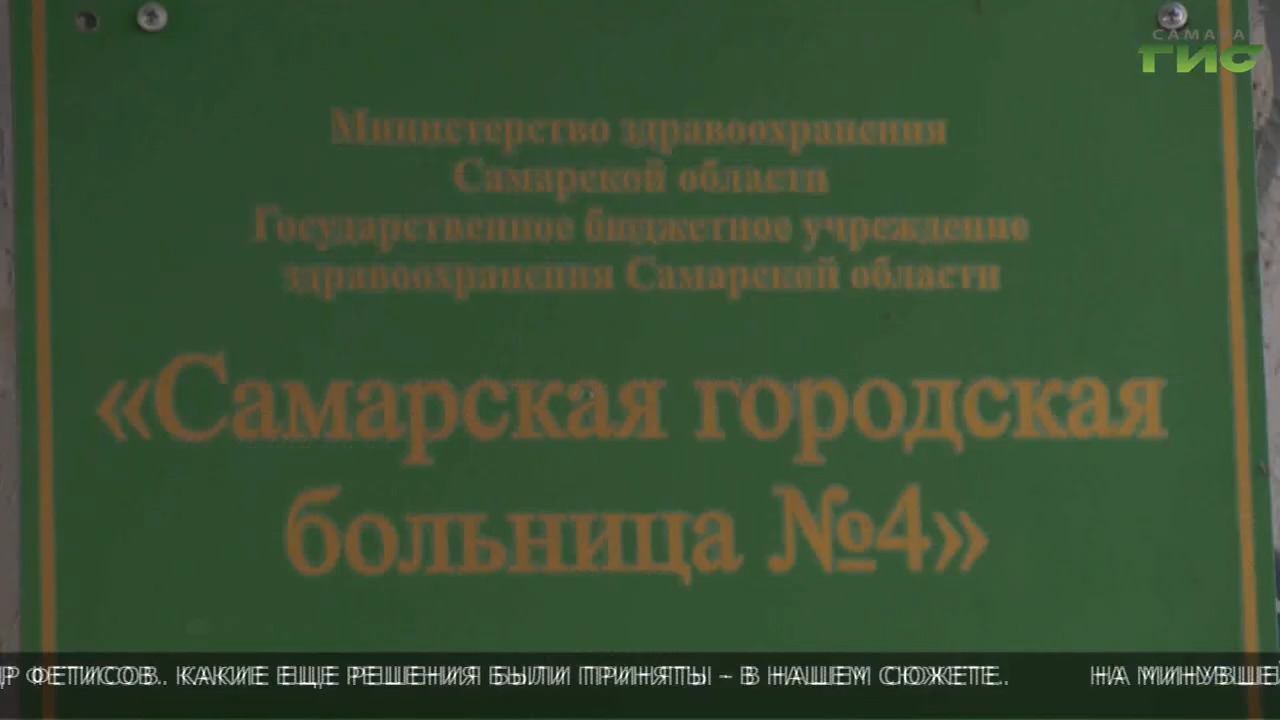 САМАРА
ГИС
Министерство здравоохранения
Самарской области
Государственное бюджетное учреждение
здравоохранения Самарской области
«Самарская городская
больница №4»
ФЕТИСОВ. КАКИЕ ЕЩЕ РЕШЕНИЯ БЫЛИ ПРИНЯТЫ - В НАШЕМ СЮЖЕТЕ. НА